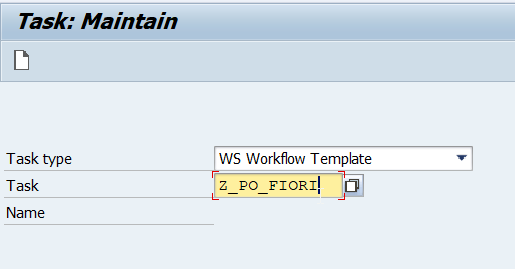 Task: Maintain
Task type WS Workflow Template
Task Z_PO_FIORI
Name